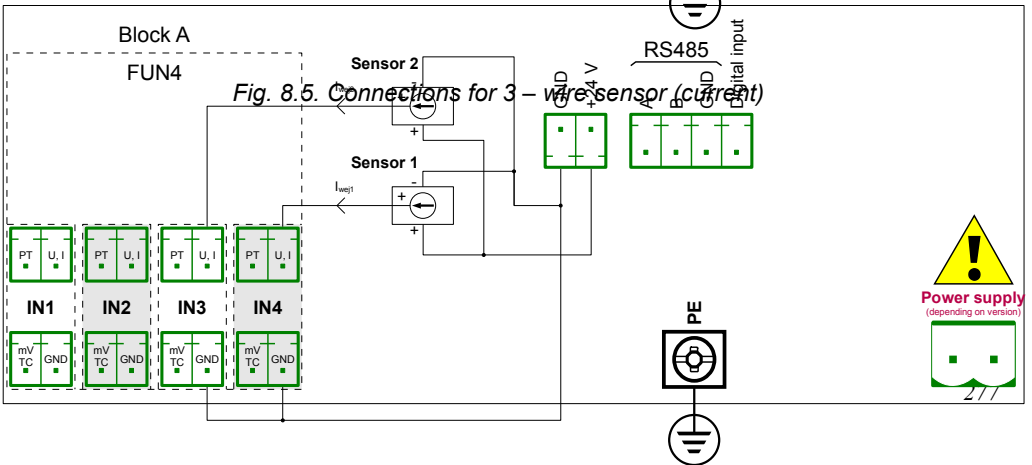 Block A
FUN4
Sensor 2
RS485
Fig. 8.5. Connections for 3 – wire sensor (current)
GND
+24 V
A
B
GND
Digital input
+
-
+
Sensor 1
Iwej1
+
-
+
PT U, I PT U, I PT U, I PT U, I
IN1 IN2 IN3 IN4
mV TC GND mV TC GND mV TC GND mV TC GND
PE
Power supply
(depending on version)
277